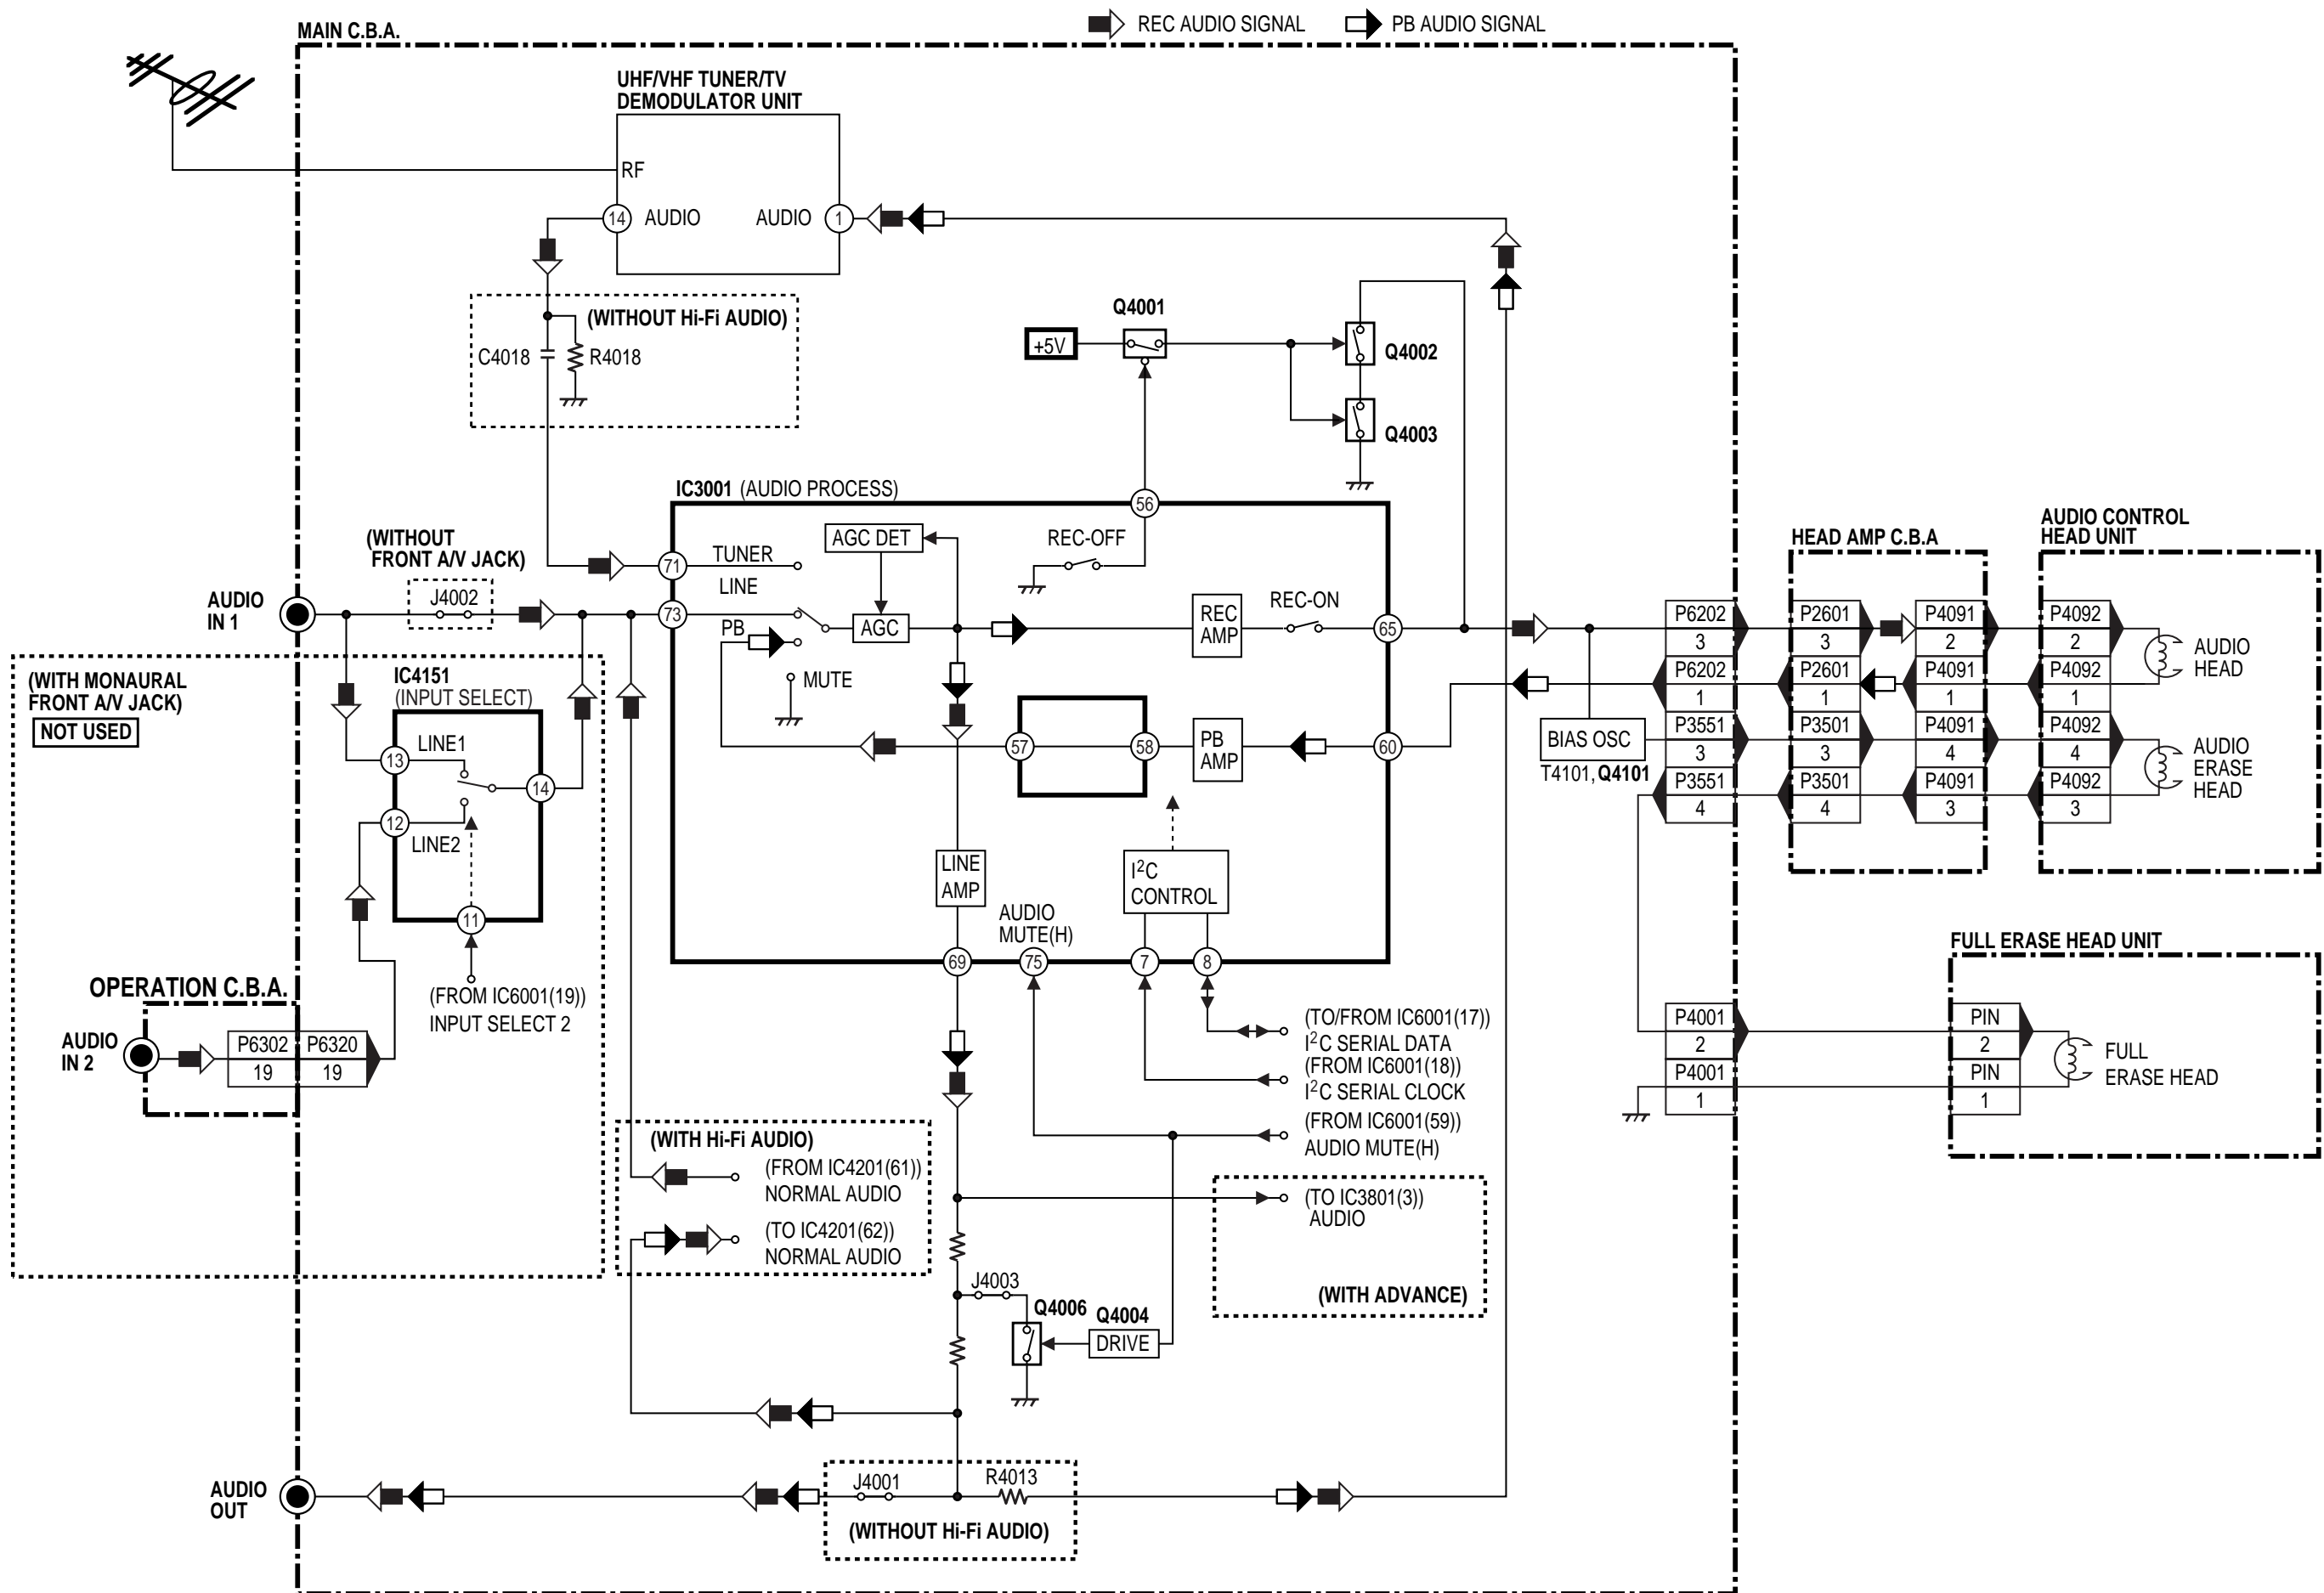 REC AUDIO SIGNAL
PB AUDIO SIGNAL
MAIN C.B.A.
UHF/VHF TUNER/TV
DEMODULATOR UNIT
RF
14
AUDIO
AUDIO
1
(WITHOUT Hi-Fi AUDIO)
C4018
R4018
Q4001
+5V
Q4002
Q4003
IC3001 (AUDIO PROCESS)
56
(WITHOUT
FRONT A/V JACK)
J4002
AUDIO
IN 1
71
TUNER
LINE
73
PB
MUTE
AGC DET
AGC
REC-OFF
REC
AMP
REC-ON
65
57
58
PB
AMP
60
LINE
AMP
I²C
CONTROL
AUDIO
MUTE(H)
69
75
7
8
(WITH MONAURAL
FRONT A/V JACK)
NOT USED
IC4151
(INPUT SELECT)
13
LINE1
14
12
LINE2
11
(FROM IC6001(19))
INPUT SELECT 2
OPERATION C.B.A.
AUDIO
IN 2
P6302
19
P6320
19
(TO/FROM IC6001(17))
I²C SERIAL DATA
(FROM IC6001(18))
I²C SERIAL CLOCK
(FROM IC6001(59))
AUDIO MUTE(H)
(WITH Hi-Fi AUDIO)
(FROM IC4201(61))
NORMAL AUDIO
(TO IC4201(62))
NORMAL AUDIO
(TO IC3801(3))
AUDIO
(WITH ADVANCE)
J4003
Q4006
Q4004
DRIVE
AUDIO
OUT
J4001
R4013
(WITHOUT Hi-Fi AUDIO)
BIAS OSC
T4101, Q4101
HEAD AMP C.B.A
AUDIO CONTROL
HEAD UNIT
P6202
3
P2601
3
P4091
2
P4092
2
AUDIO
HEAD
P6202
1
P2601
1
P4091
1
P4092
1
P3551
3
P3501
3
P4091
4
P4092
4
AUDIO
ERASE
HEAD
P3551
4
P3501
4
P4091
3
P4092
3
FULL ERASE HEAD UNIT
P4001
2
PIN
2
FULL
ERASE HEAD
P4001
1
PIN
1